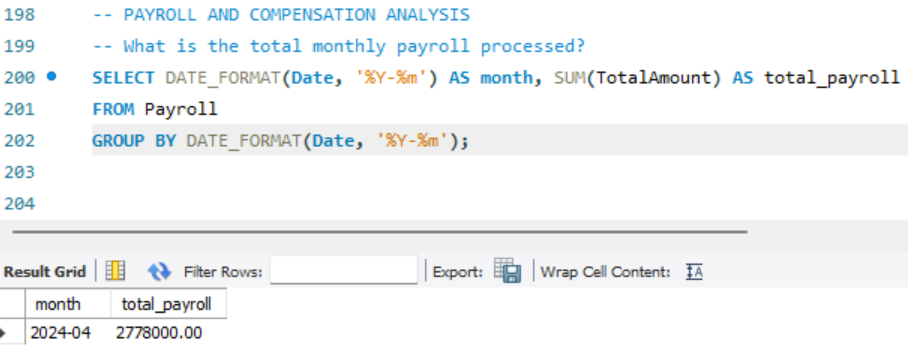 198 -- PAYROLL AND COMPENSATION ANALYSIS
199 -- What is the total monthly payroll processed?
200 SELECT DATE_FORMAT(Date, '%Y-%m') AS month, SUM(TotalAmount) AS total_payroll
201 FROM Payroll
202 GROUP BY DATE_FORMAT(Date, '%Y-%m');
203
204
Result Grid Filter Rows: Export: Wrap Cell Content:
month total_payroll
2024-04 2778000.00